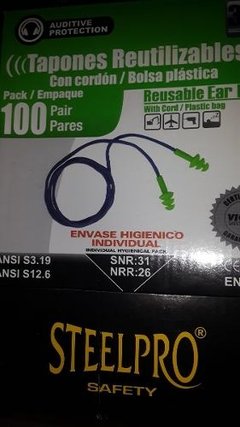 AUDITIVE
PROTECTION
(((Tapones Reutilizables
Con cordón / Bolsa plástica
Pack / Empaque
100 Pair
Pares
Reusable Ear
With Cord / Plastic bag
ENVASE HIGIENICO
INDIVIDUAL
INDIVIDUAL HYGIENICAL PACK
ANSI S3.19
ANSI S12.6
SNR:31
NRR:26
EN
STEELPRO®
SAFETY